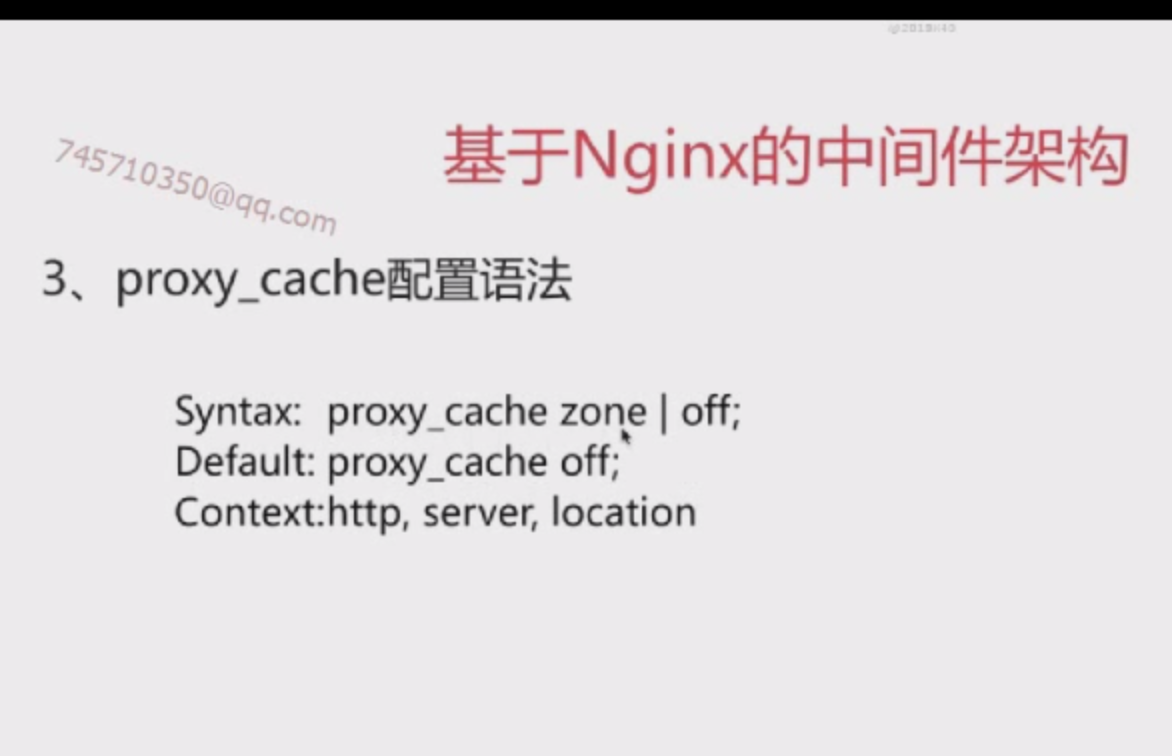 基于Nginx的中间件架构
745710350@qq.com
3、proxy_cache配置语法
Syntax: proxy_cache zone | off;
Default: proxy_cache off;
Context:http, server, location